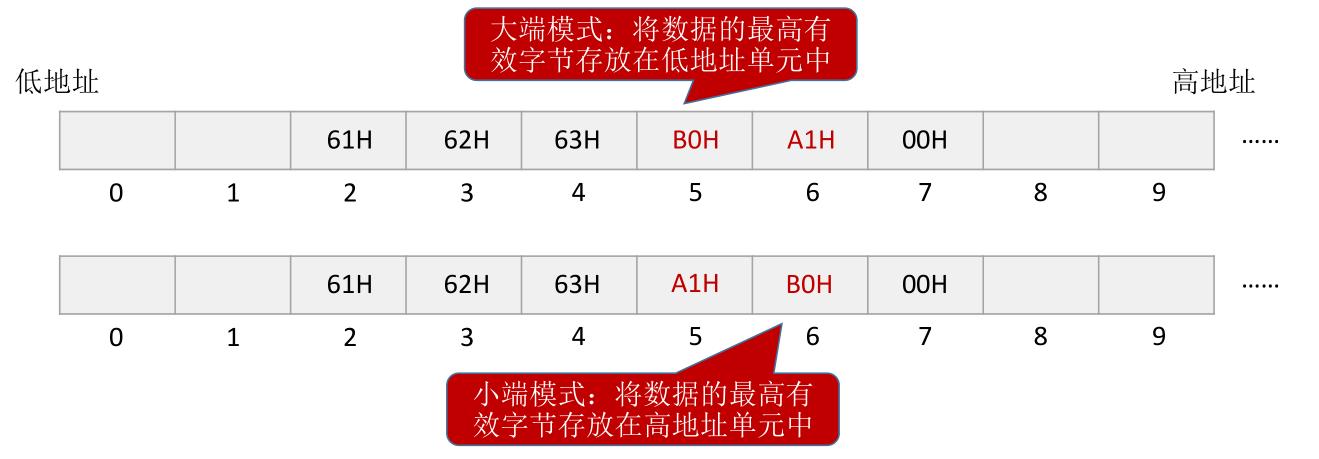 大端模式：将数据的最高有
效字节存放在低地址单元中
低地址
高地址
61H 62H 63H B0H A1H 00H ……
0 1 2 3 4 5 6 7 8 9
61H 62H 63H A1H B0H 00H ……
0 1 2 3 4 5 6 7 8 9
小端模式：将数据的最高有
效字节存放在高地址单元中